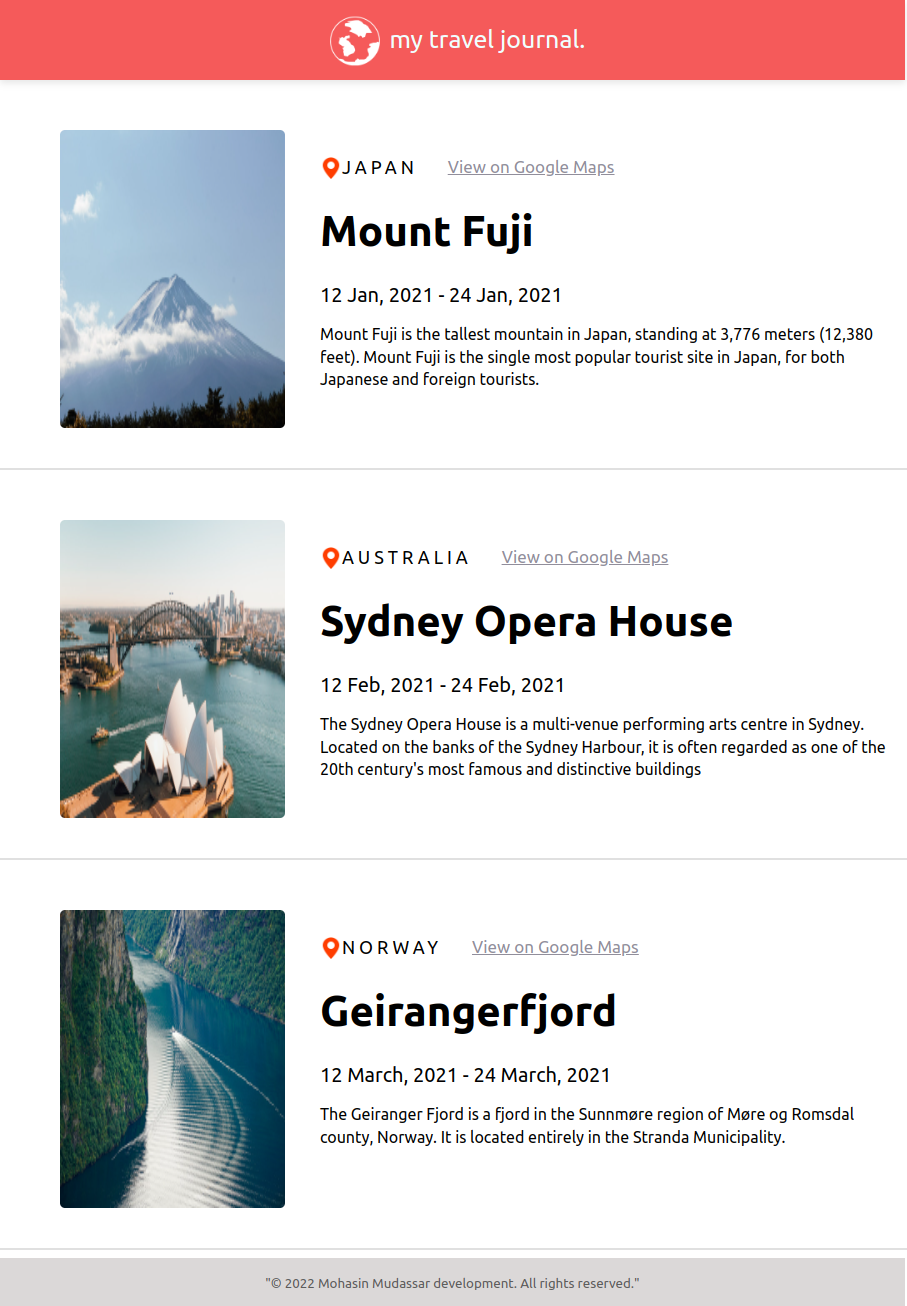 my travel journal.
JAPAN View on Google Maps
Mount Fuji
12 Jan, 2021 - 24 Jan, 2021
Mount Fuji is the tallest mountain in Japan, standing at 3,776 meters (12,380
feet). Mount Fuji is the single most popular tourist site in Japan, for both
Japanese and foreign tourists.
AUSTRALIA View on Google Maps
Sydney Opera House
12 Feb, 2021 - 24 Feb, 2021
The Sydney Opera House is a multi-venue performing arts centre in Sydney.
Located on the banks of the Sydney Harbour, it is often regarded as one of the
20th century's most famous and distinctive buildings
NORWAY View on Google Maps
Geirangerfjord
12 March, 2021 - 24 March, 2021
The Geiranger Fjord is a fjord in the Sunnmøre region of Møre og Romsdal
county, Norway. It is located entirely in the Stranda Municipality.
"© 2022 Mohasin Mudassar development. All rights reserved."